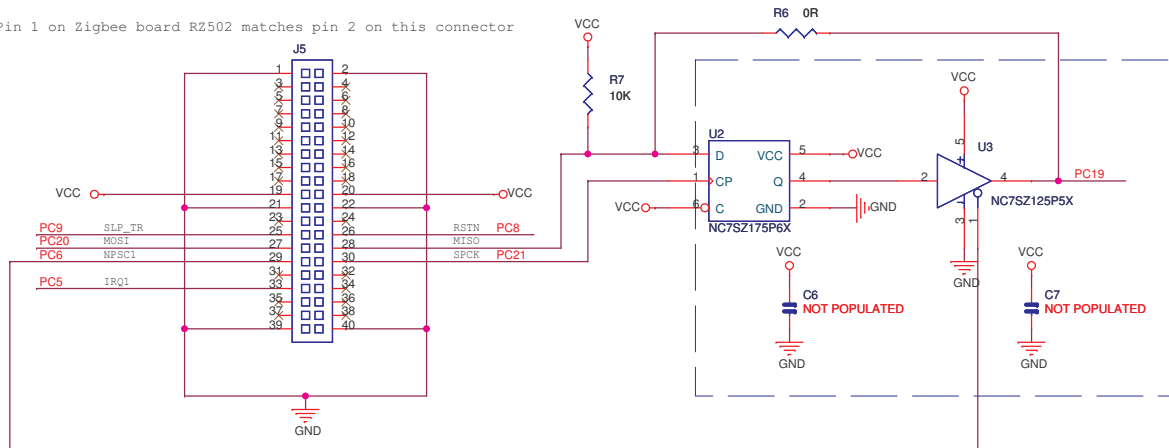 Pin 1 on Zigbee board RZ502 matches pin 2 on this connector
J5
1 2
3 4
5 6
7 8
9 10
11 12
13 14
15 16
17 18
VCC 19 20 VCC
21 22
23 24
PC9 SLP_TR 25 26 RSTN PC8
PC20 MOSI 27 28 MISO
PC6 NPSC1 29 30 SPCK PC21
31 32
PC5 IRQ1 33 34
35 36
37 38
39 40
GND
VCC
R7
10K
R6 0R
U2
3 D VCC 5 VCC
1 CP Q 4
VCC 6 C GND 2 GND
NC7SZ175P6X
VCC
5
U3
2 4 PC19
NC7SZ125P5X
3 1
GND
VCC
C6
NOT POPULATED
GND
VCC
C7
NOT POPULATED
GND